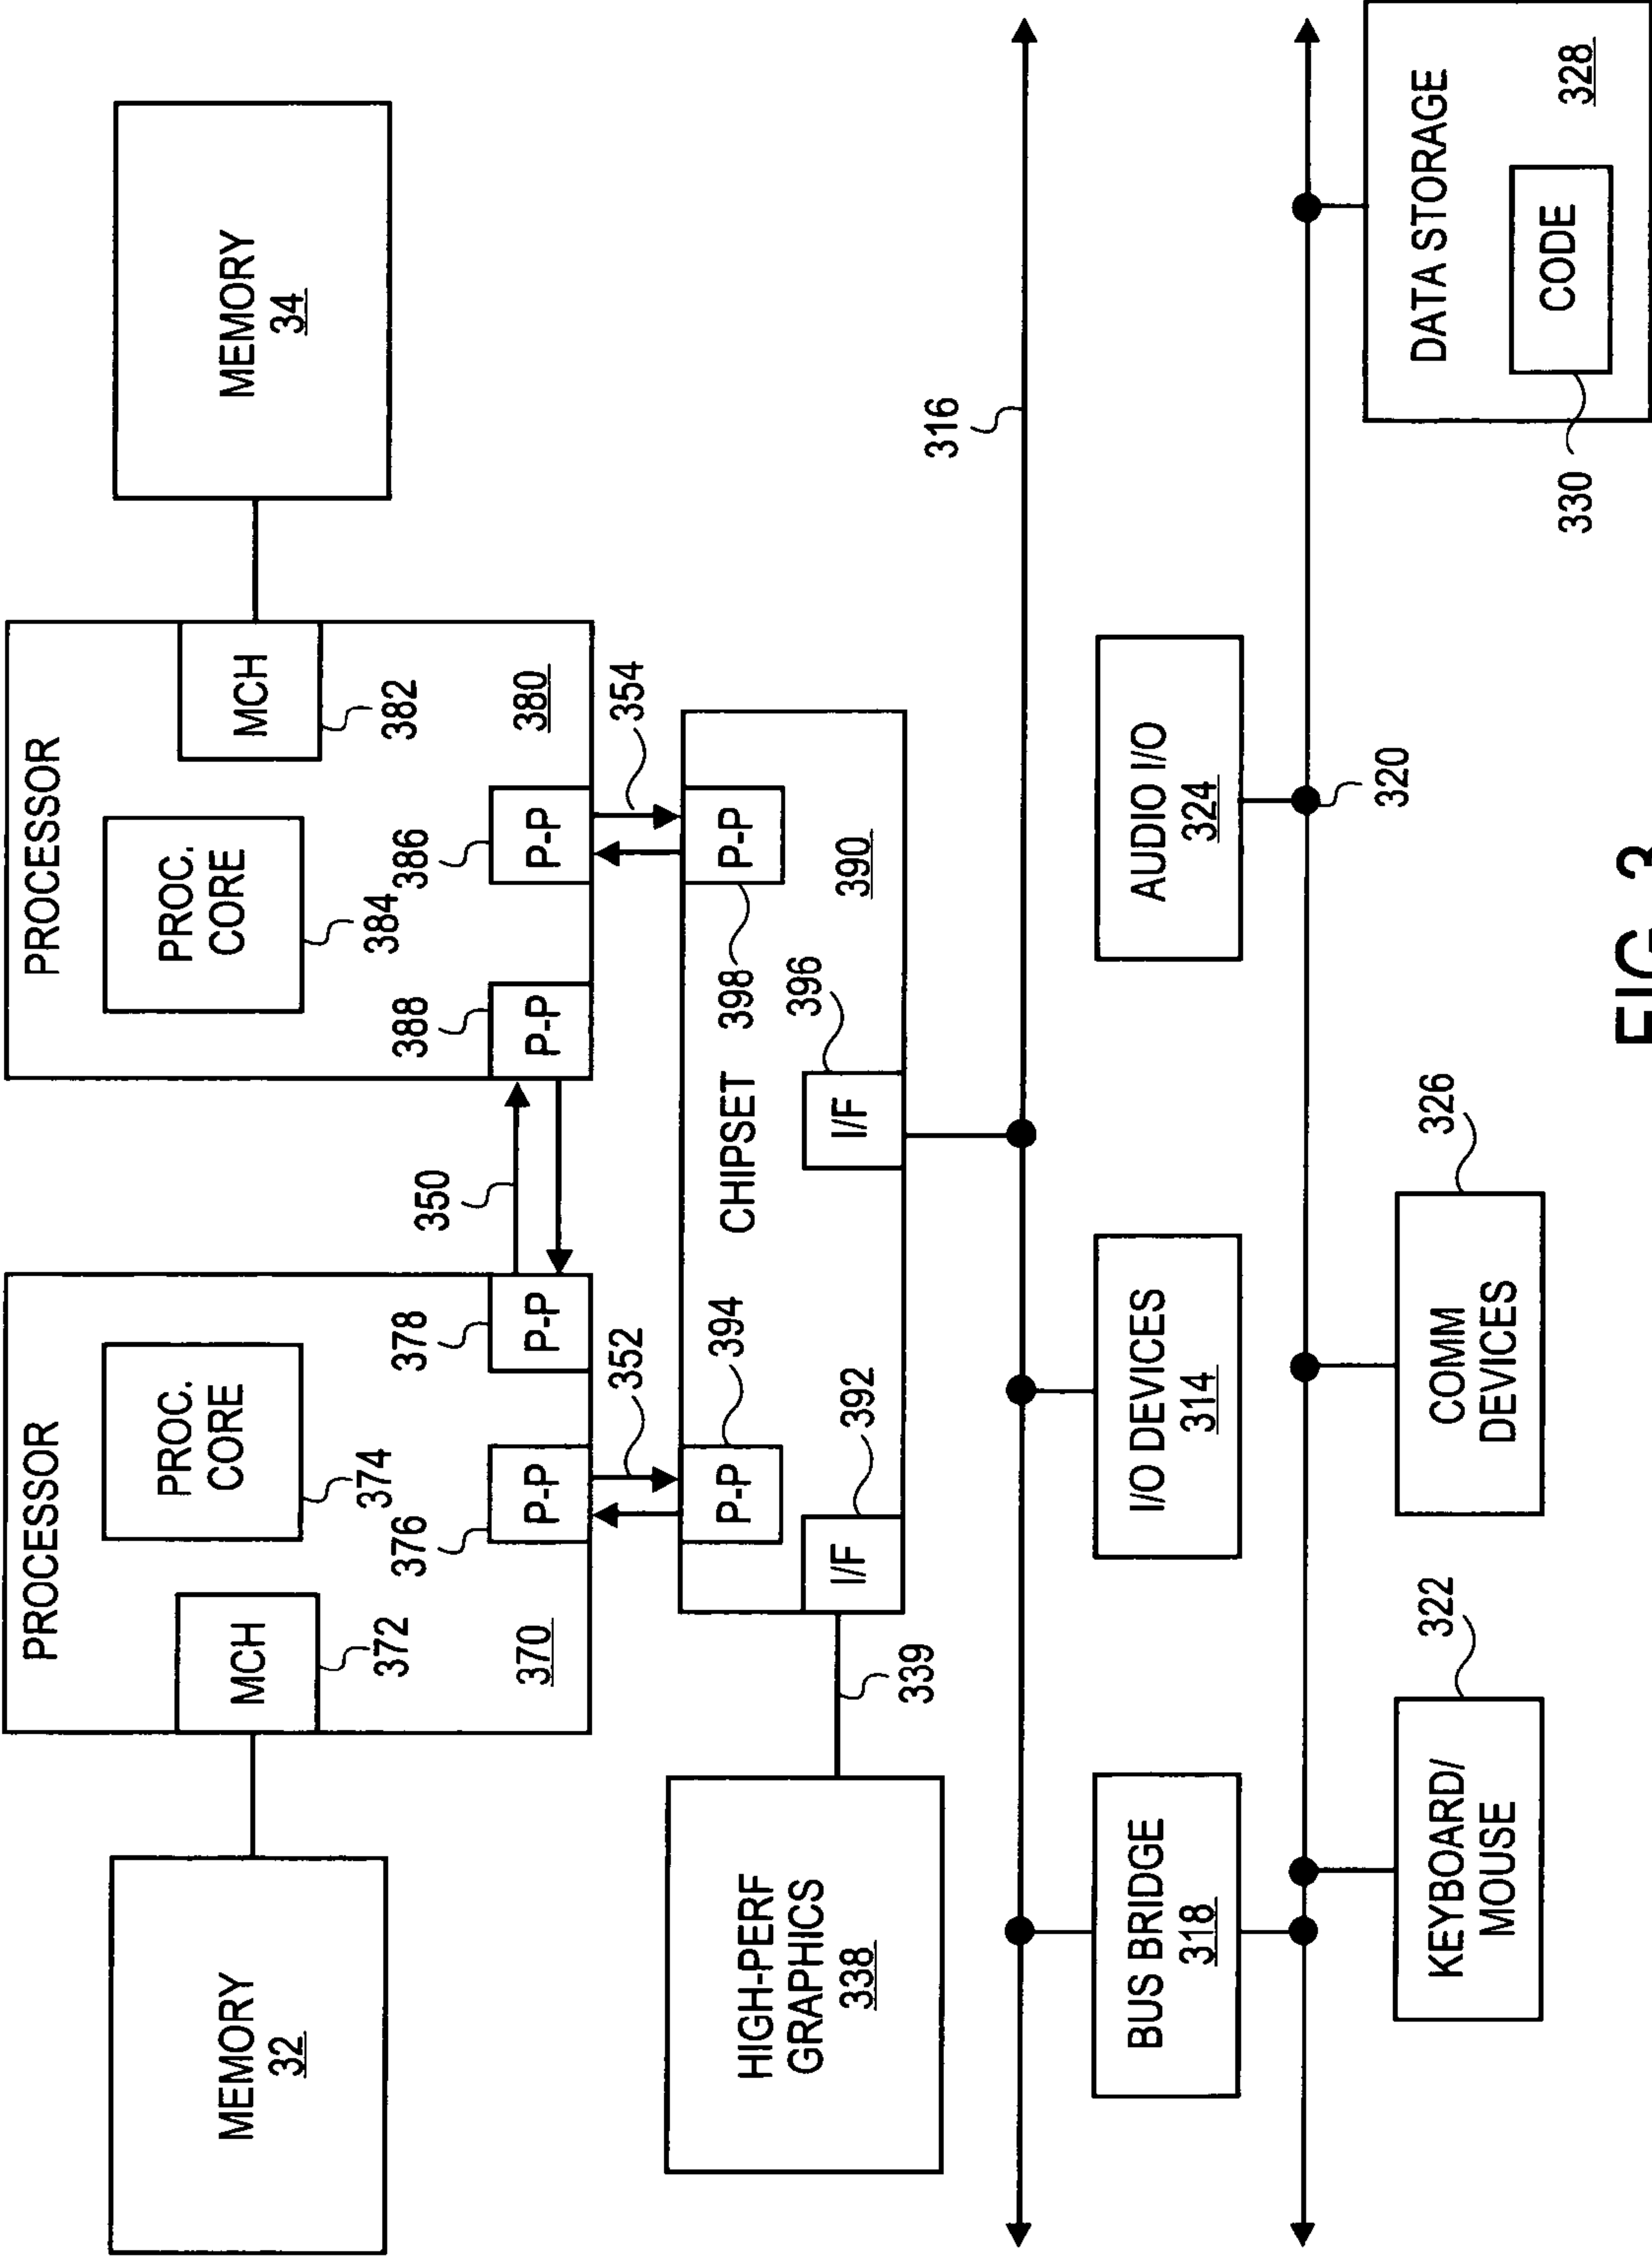 PROCESSOR
PROCESSOR
MEMORY
32
MCH
372
PROC.
CORE
374
370
376
P-P
378
P-P
350
388
P-P
PROC.
CORE
384
386
P-P
MCH
382
380
MEMORY
34
352
354
HIGH-PERF
GRAPHICS
338
339
P-P
394
I/F
392
CHIPSET
I/F
396
398
P-P
390
316
BUS BRIDGE
318
I/O DEVICES
314
AUDIO I/O
324
320
KEYBOARD/
MOUSE
322
COMM
DEVICES
326
DATA STORAGE
328
CODE
330
FIG. 3